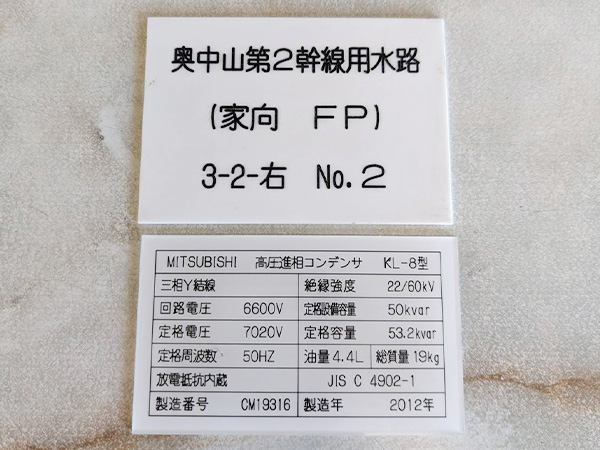 奥中山第2幹線用水路
(家向 FP)
3-2-右 No.2
MITSUBISHI 高圧進相コンデンサ KL-8型
三相Y結線 絶縁強度 22/60kV
回路電圧 6600V 定格設備容量 50kvar
定格電圧 7020V 定格容量 53.2kvar
定格周波数 50HZ 油量 4.4L 総質量 19kg
放電抵抗内蔵 JIS C 4902-1
製造番号 CM19316 製造年 2012年